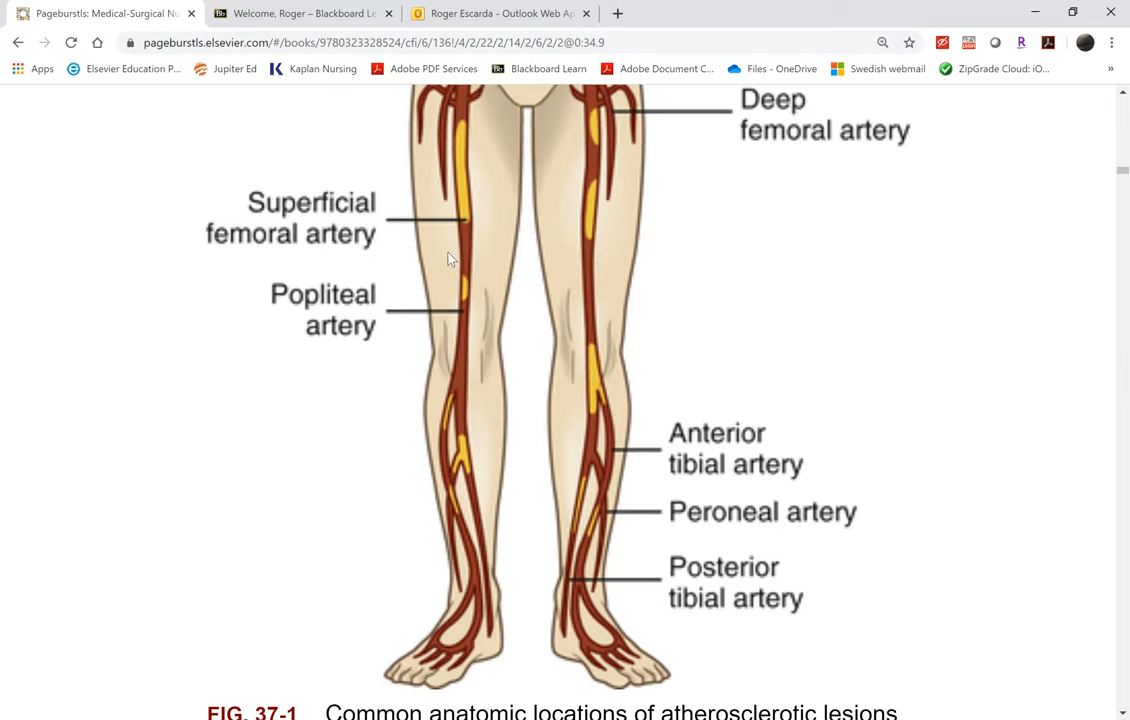 Pageburstls: Medical-Surgical Nu
Welcome, Roger – Blackboard Le
Roger Escarda - Outlook Web Ap
pageburstls.elsevier.com/#/books/9780323328524/cfi/6/136!/4/2/22/2/14/2/6/2/2@0:34.9
Apps
Elsevier Education P...
Jupiter Ed
Kaplan Nursing
Adobe PDF Services
Bb
Blackboard Learn
Adobe Document C...
Files - OneDrive
Swedish webmail
ZipGrade Cloud: iO...
»
Deep
femoral artery
Superficial
femoral artery
Popliteal
artery
Anterior
tibial artery
Peroneal artery
Posterior
tibial artery
FIG. 37-1 Common anatomic locations of atherosclerotic lesions